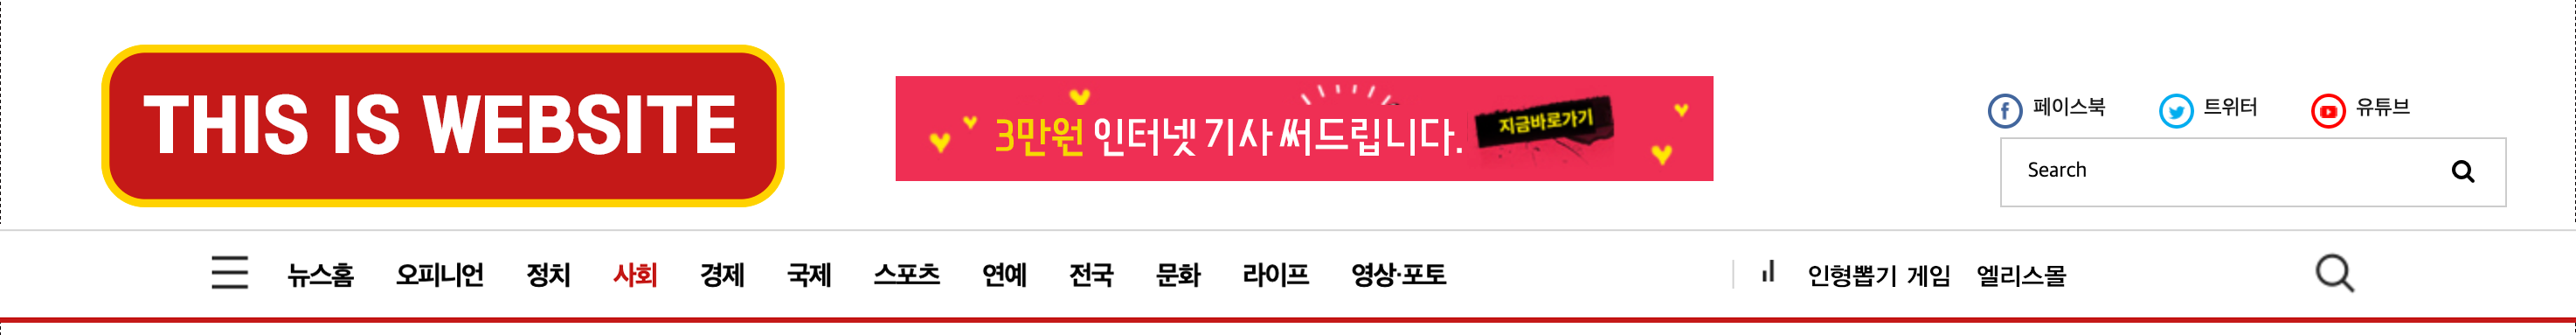 THIS IS WEBSITE
3만원 인터넷 기사 써드립니다.
지금바로가기
페이스북 트위터 유튜브
Search
뉴스홈 오피니언 정치 사회 경제 국제 스포츠 연예 전국 문화 라이프 영상·포토 인형뽑기 게임 엘리스몰